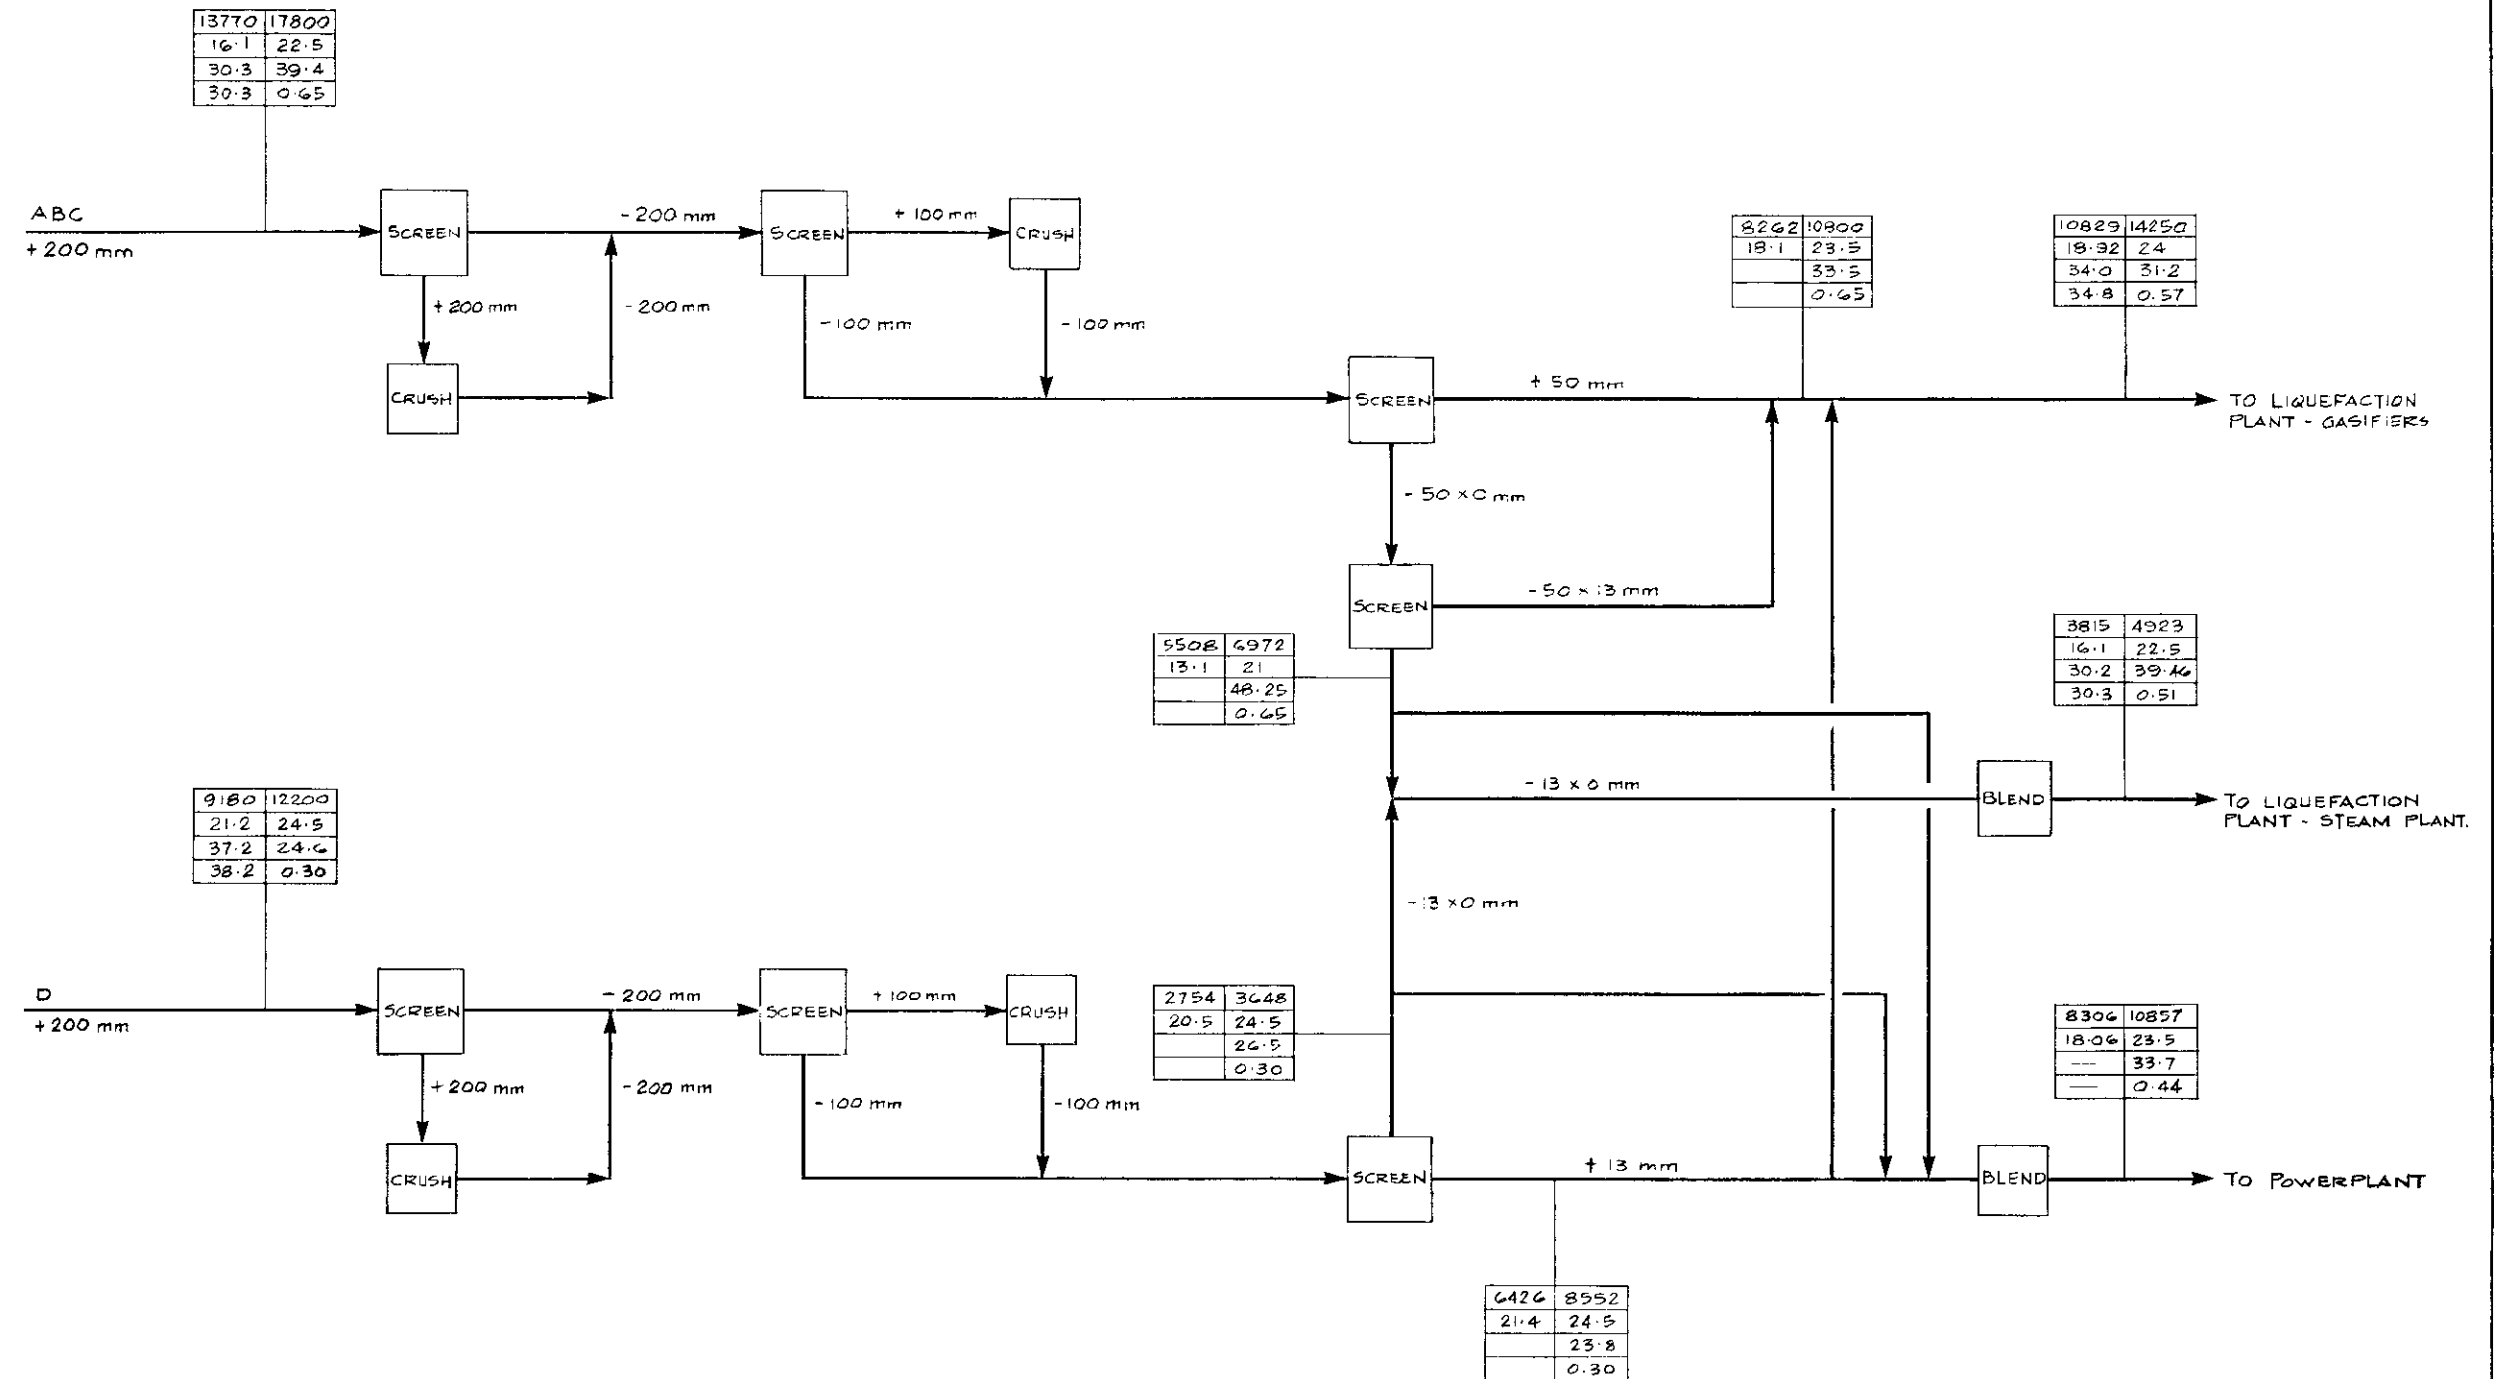 13770 17800
16.1 22.5
30.3 39.4
30.3 0.65
ABC
+200 mm
SCREEN
-200 mm
SCREEN
+100 mm
CRUSH
+200 mm
-200 mm
-100 mm
-100 mm
CRUSH
8262 10800
18.1 23.5
33.5
0.65
10829 14250
18.92 24
34.0 31.2
34.8 0.57
SCREEN
+ 50 mm
TO LIQUEFACTION
PLANT - GASIFIERS
- 50 x 0 mm
SCREEN
-50 x 13 mm
5508 6972
13.1 21
48.25
0.65
3815 4923
16.1 22.5
30.2 39.46
30.3 0.51
- 13 x 0 mm
BLEND
TO LIQUEFACTION
PLANT - STEAM PLANT.
9180 12200
21.2 24.5
37.2 24.6
38.2 0.30
-13 x 0 mm
D
+200 mm
SCREEN
-200 mm
SCREEN
+100 mm
CRUSH
+200 mm
-200 mm
-100 mm
-100 mm
CRUSH
2754 3648
20.5 24.5
26.5
0.30
8306 10857
18.06 23.5
— 33.7
— 0.44
SCREEN
+ 13 mm
BLEND
TO POWERPLANT
6426 8552
21.4 24.5
23.8
0.30